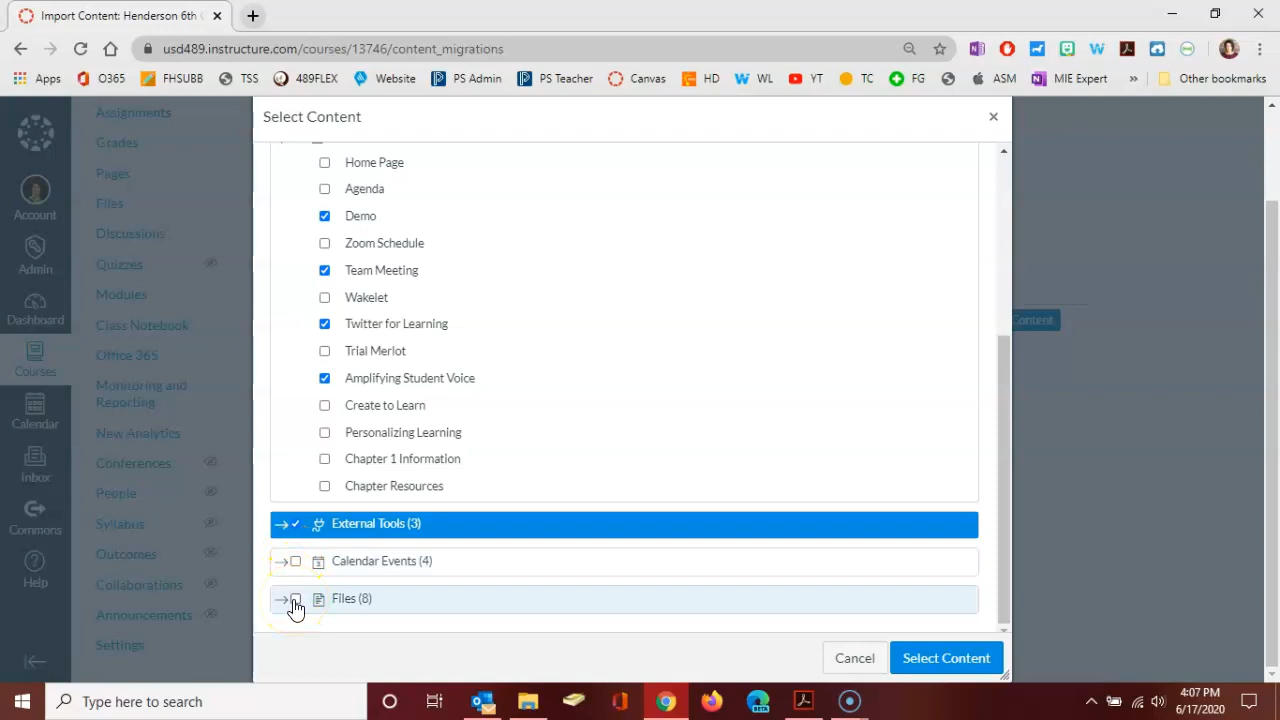 Import Content: Henderson 6th
usd489.instructure.com/courses/13746/content_migrations
Apps O365 FHSUBB TSS 489FLEX Website PS Admin PS Teacher Canvas HD WL YT TC FG ASM MIE Expert » Other bookmarks
Account
Admin
Dashboard
Courses
Calendar
Inbox
Commons
Help
Assignments
Grades
Pages
Files
Discussions
Quizzes
Modules
Class Notebook
Office 365
Monitoring and
Reporting
New Analytics
Conferences
People
Syllabus
Outcomes
Collaborations
Announcements
Settings
Select Content
Home Page
Agenda
Demo
Zoom Schedule
Team Meeting
Wakelet
Twitter for Learning
Trial Merlot
Amplifying Student Voice
Create to Learn
Personalizing Learning
Chapter 1 Information
Chapter Resources
External Tools (3)
Calendar Events (4)
Files (8)
Cancel Select Content
Content
Type here to search
4:07 PM
6/17/2020